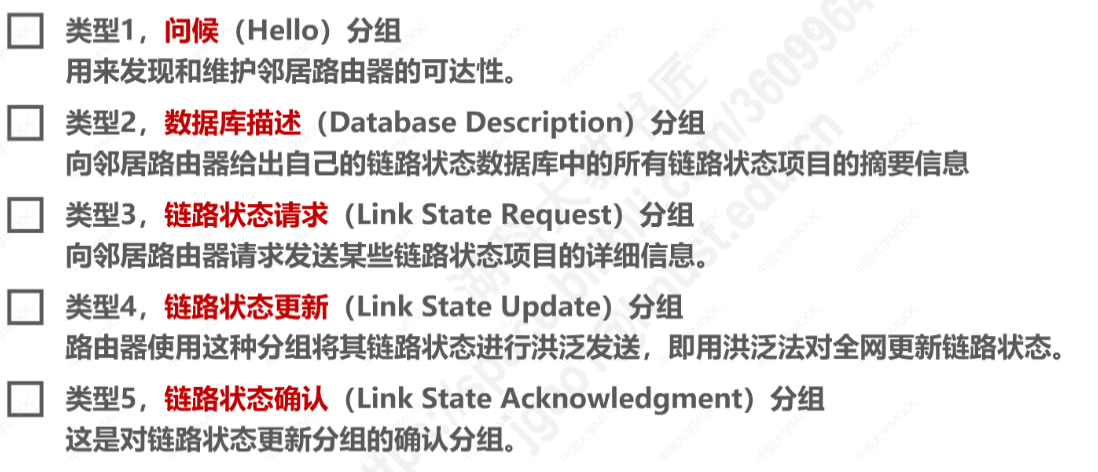 类型1，问候（Hello）分组
用来发现和维护邻居路由器的可达性。
类型2，数据库描述（Database Description）分组
向邻居路由器给出自己的链路状态数据库中的所有链路状态项目的摘要信息
类型3，链路状态请求（Link State Request）分组
向邻居路由器请求发送某些链路状态项目的详细信息。
类型4，链路状态更新（Link State Update）分组
路由器使用这种分组将其链路状态进行洪泛发送，即用洪泛法对全网更新链路状态。
类型5，链路状态确认（Link State Acknowledgment）分组
这是对链路状态更新分组的确认分组。